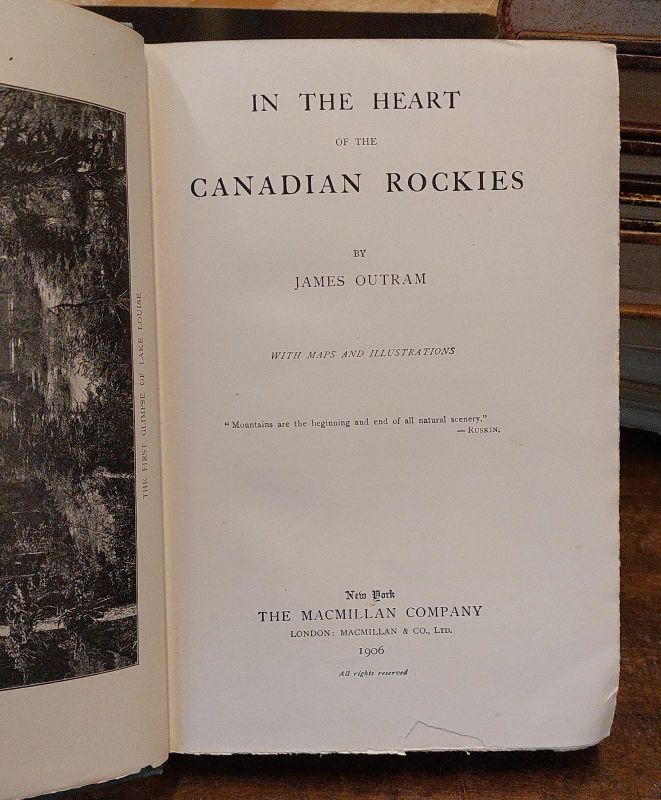 THE FIRST GLIMPSE OF LAKE LOUISE
IN THE HEART
OF THE
CANADIAN ROCKIES
BY
JAMES OUTRAM
WITH MAPS AND ILLUSTRATIONS
"Mountains are the beginning and end of all natural scenery."
— RUSKIN.
New York
THE MACMILLAN COMPANY
LONDON: MACMILLAN & CO., LTD.
1906
All rights reserved